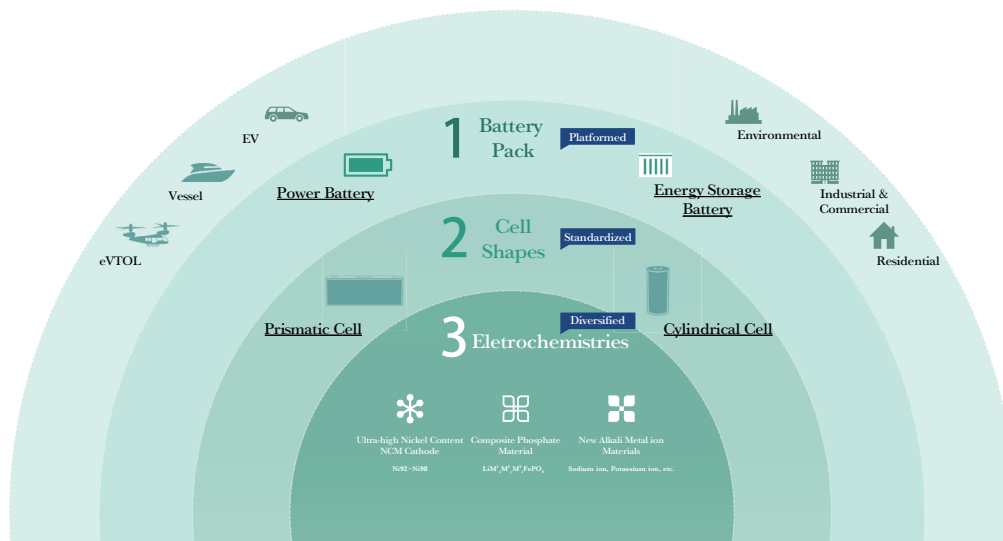 EV
Vessel
eVTOL
1 Battery
Pack
Platformed
Power Battery
Energy Storage
Battery
Environmental
Industrial &
Commercial
Residential
2 Cell
Shapes
Standardized
Prismatic Cell
Cylindrical Cell
Diversified
3 Eletrochemistries
Ultra-high Nickel Content
NCM Cathode
Ni92~Ni98
Composite Phosphate
Material
LiM¹ₓM²ᵧM³
FePO₄
New Alkali Metal ion
Materials
Sodium ion, Potassium ion, etc.